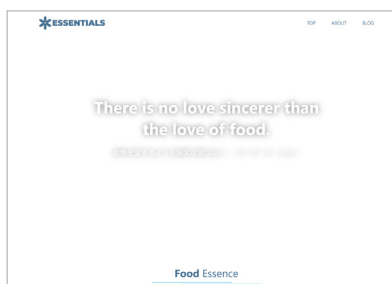 ESSENTIALS
TOP ABOUT BLOG
There is no love sincerer than
the love of food.
Food Essence